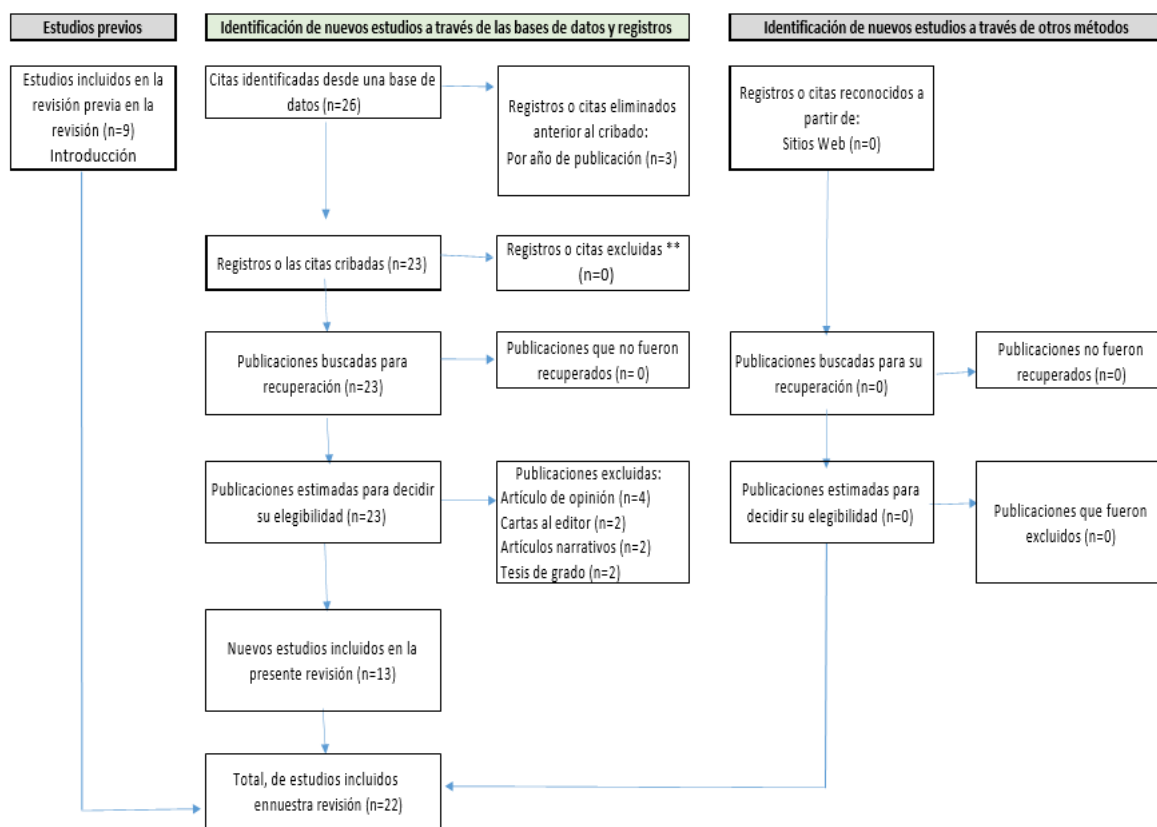 Estudios previos
Identificación de nuevos estudios a través de las bases de datos y registros
Identificación de nuevos estudios a través de otros métodos
Estudios incluidos en la
revisión previa en la
revisión (n=9)
Introducción
Citas identificadas desde una base de
datos (n=26)
Registros o citas eliminados
anterior al cribado:
Por año de publicación (n=3)
Registros o citas reconocidos a
partir de:
Sitios Web (n=0)
Registros o las citas cribadas (n=23)
Registros o citas excluidas **
(n=0)
Publicaciones buscadas para
recuperación (n=23)
Publicaciones que no fueron
recuperados (n= 0)
Publicaciones buscadas para su
recuperación (n=0)
Publicaciones no fueron
recuperados (n=0)
Publicaciones estimadas para decidir
su elegibilidad (n=23)
Publicaciones excluidas:
Artículo de opinión (n=4)
Cartas al editor (n=2)
Artículos narrativos (n=2)
Tesis de grado (n=2)
Publicaciones estimadas para
decidir su elegibilidad (n=0)
Publicaciones que fueron
excluidos (n=0)
Nuevos estudios incluidos en la
presente revisión (n=13)
Total, de estudios incluidos
ennuestra revisión (n=22)